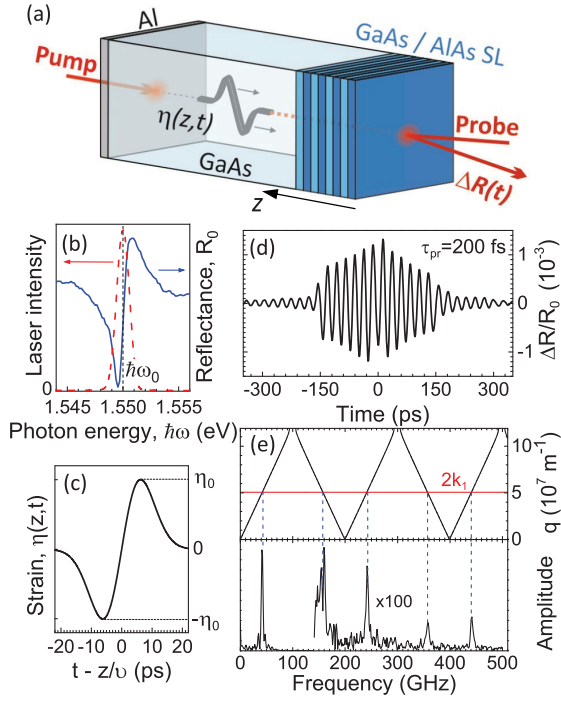 (a)
Al
GaAs / AlAs SL
Pump
η(z,t)
GaAs
Probe
ΔR(t)
z
(b)
Laser intensity
0
ħω₀
Reflectance, R₀
1.545 1.550 1.555
Photon energy, ħω (eV)
(d)
τpr=200 fs
1
0
-1
ΔR/R₀ (10⁻³)
-300 -150 0 150 300
Time (ps)
(c)
Strain, η(z,t)
η₀
0
-η₀
-20 -10 0 10 20
t - z/υ (ps)
(e)
2k₁
10
5
0
q (10⁷ m⁻¹)
x100
Amplitude
0 100 200 300 400 500
Frequency (GHz)